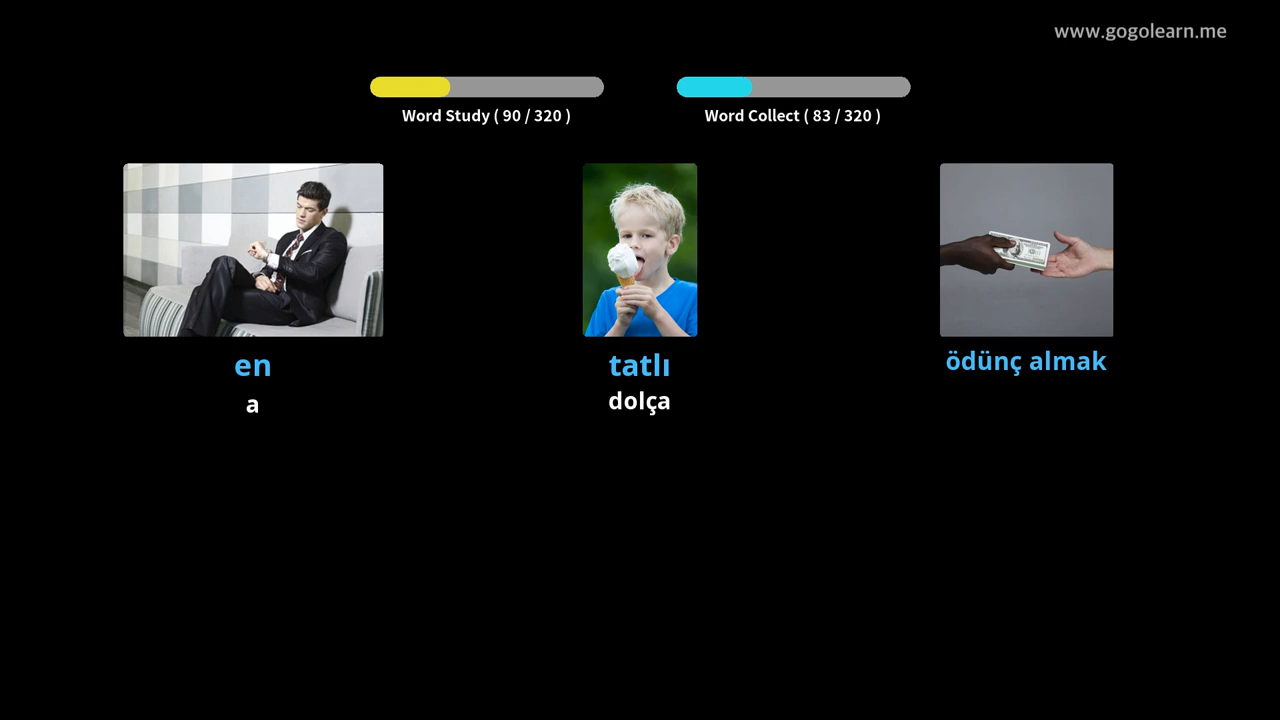 www.gogolearn.me
Word Study ( 90 / 320 )
Word Collect ( 83 / 320 )
en
a
tatlı
dolça
ödünç almak